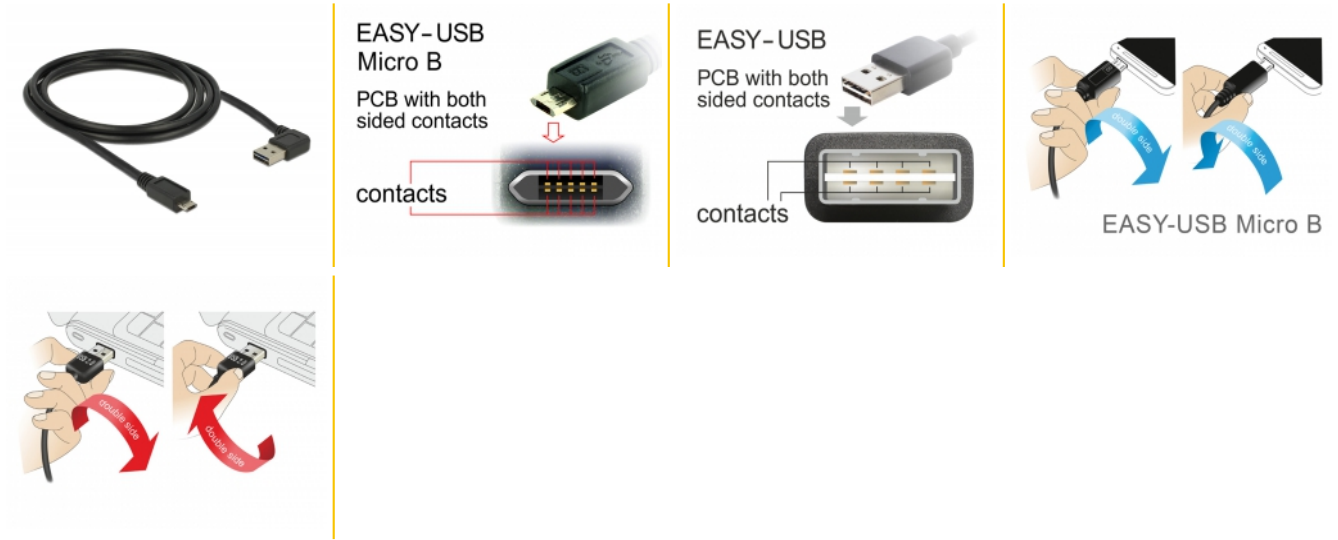 EASY-USB
Micro B
PCB with both
sided contacts
contacts
EASY-USB
PCB with both
sided contacts
contacts
double side
double side
EASY-USB Micro B
double side
double side